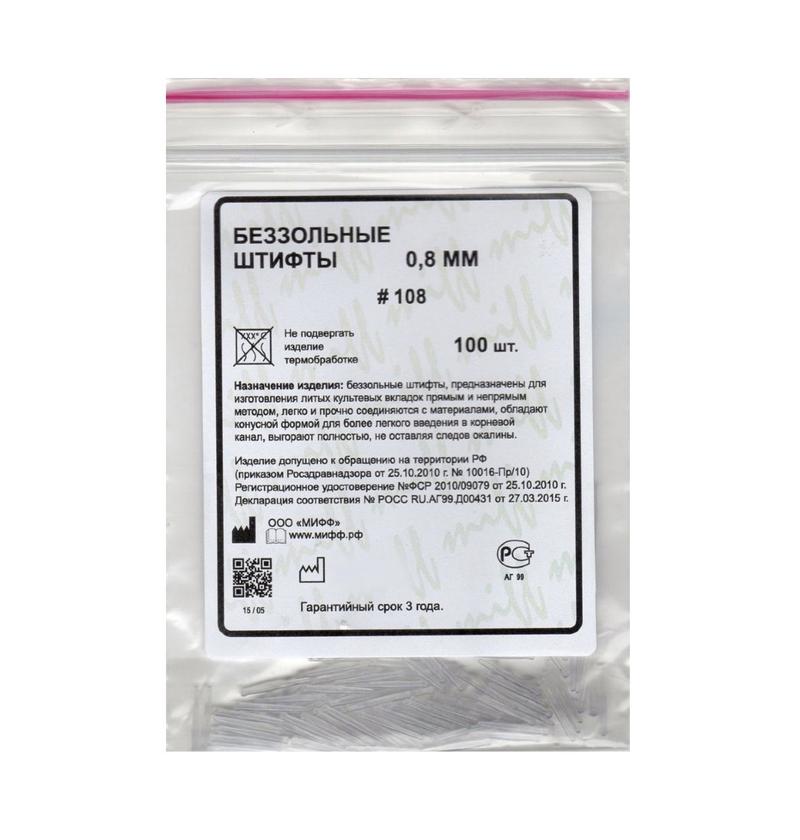 БЕЗЗОЛЬНЫЕ
ШТИФТЫ 0,8 ММ
# 108
XXX°C
Не подвергать
изделие
термобработке
100 шт.
Назначение изделия: беззольные штифты, предназначены для
изготовления литых культевых вкладок прямым и непрямым
методом, легко и прочно соединяются с материалами, обладают
конусной формой для более легкого введения в корневой
канал, выгорают полностью, не оставляя следов окалины.
Изделие допущено к обращению на территории РФ
(приказом Росздравнадзора от 25.10.2010 г. № 10016-Пр/10)
Регистрационное удостоверение №ФСР 2010/09079 от 25.10.2010 г.
Декларация соответствия № РОСС RU.АГ99.Д00431 от 27.03.2015 г.
ООО «МИФФ»
www.мифф.рф
РСТ
АГ 99
15 / 05
Гарантийный срок 3 года.